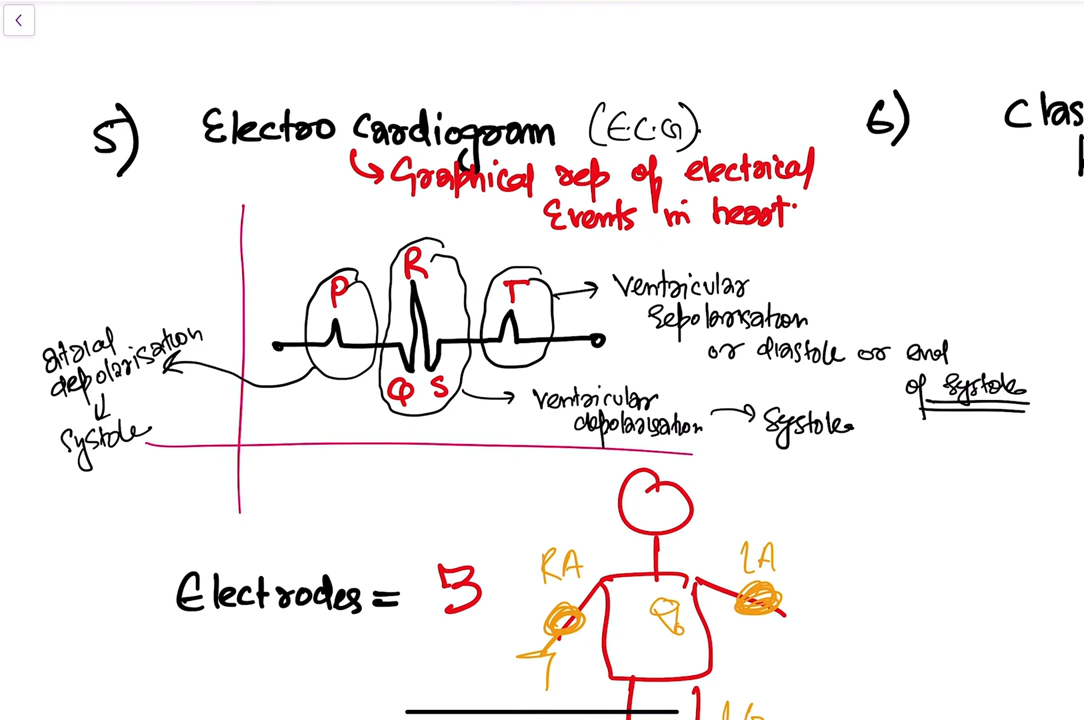 5) Electro Cardiogram (E.C.G).
↳ Graphical rep of electrical
Events in heart.
P
R
T
Q S
Ventricular
Repolarisation
or diastole or end
of systole
atrial
depolarisation
↓
Systole
Ventricular
depolarisation → Systole
Electrodes = 3
RA
LA
6) Clas